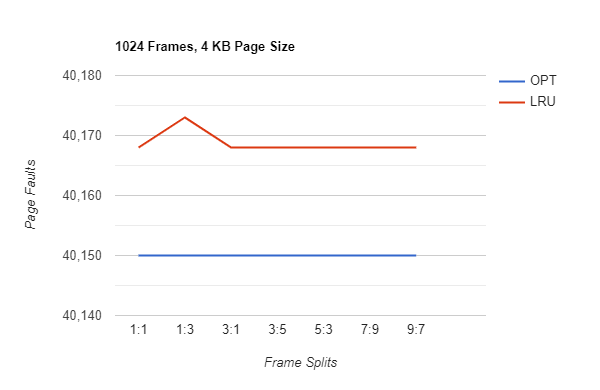 1024 Frames, 4 KB Page Size
40,180
40,170
40,160
40,150
40,140
Page Faults
1:1 1:3 3:1 3:5 5:3 7:9 9:7
Frame Splits
OPT
LRU